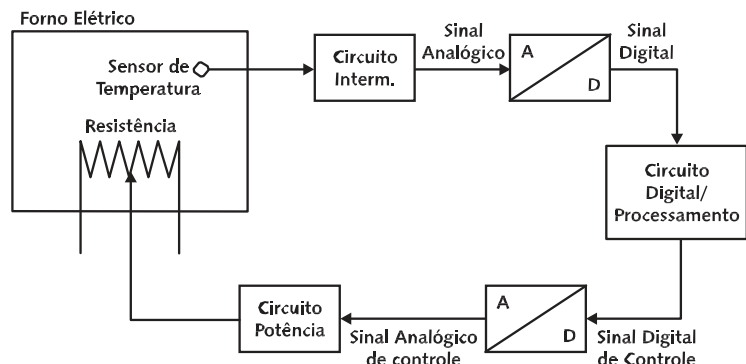 Forno Elétrico
Sensor de
Temperatura
Resistência
Circuito
Interm.
Sinal
Analógico
A
D
Sinal
Digital
Circuito
Digital/
Processamento
Sinal Digital
de Controle
A
D
Sinal Analógico
de controle
Circuito
Potência